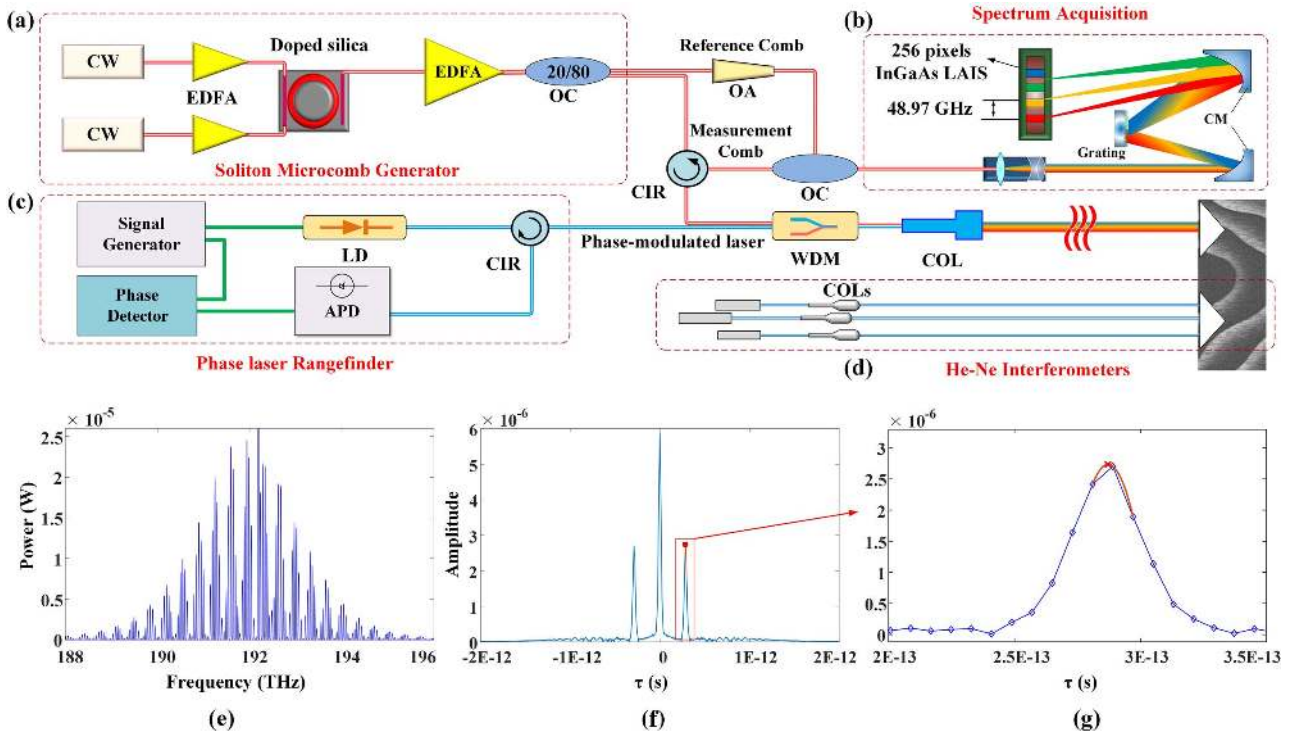 (a)
CW
CW
EDFA
Doped silica
EDFA
20/80
OC
Soliton Microcomb Generator
Reference Comb
OA
Measurement
Comb
CIR
OC
(b)
Spectrum Acquisition
256 pixels
InGaAs LAIS
48.97 GHz
Grating
CM
(c)
Signal
Generator
Phase
Detector
LD
APD
CIR
Phase laser Rangefinder
Phase-modulated laser
WDM
COL
COLs
(d)
He-Ne Interferometers
× 10⁻⁵
2.5
2
1.5
1
0.5
0
Power (W)
188
190
192
194
196
Frequency (THz)
(e)
× 10⁻⁶
6
5
4
3
2
1
0
Amplitude
-2E-12
-1E-12
0
1E-12
2E-12
τ (s)
(f)
× 10⁻⁶
3
2.5
2
1.5
1
0.5
0
2E-13
2.5E-13
3E-13
3.5E-13
τ (s)
(g)